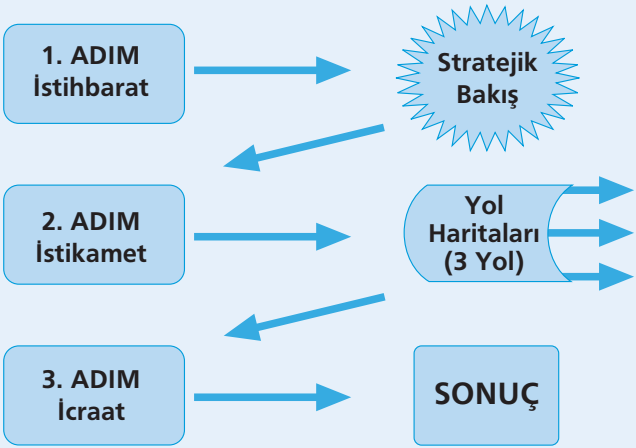 1. ADIM
İstihbarat
Stratejik
Bakış
2. ADIM
İstikamet
Yol
Haritaları
(3 Yol)
3. ADIM
İcraat
SONUÇ